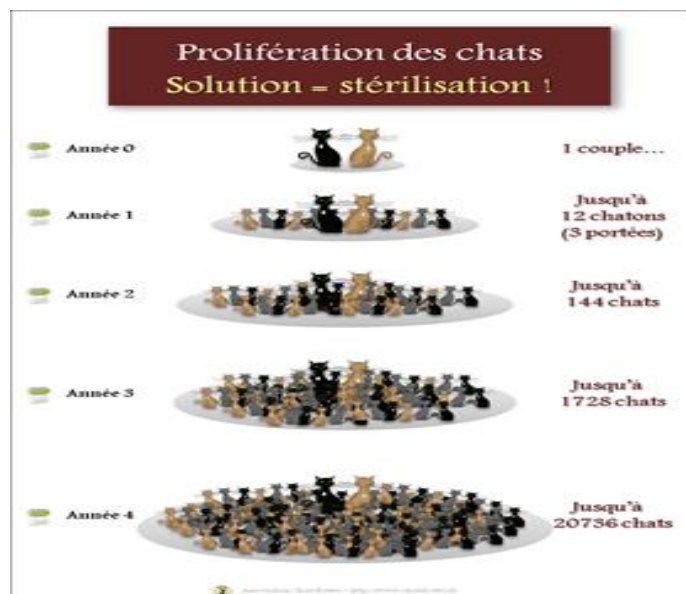 Prolifération des chats
Solution = stérilisation !
Année 0
1 couple...
Année 1
Jusqu'à
12 chatons
(3 portées)
Année 2
Jusqu'à
144 chats
Année 3
Jusqu'à
1728 chats
Année 4
Jusqu'à
20736 chats